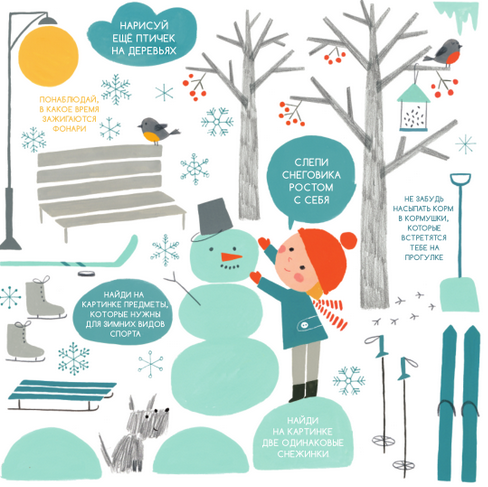 НАРИСУЙ
ЕЩЁ ПТИЧЕК
НА ДЕРЕВЬЯХ
ПОНАБЛЮДАЙ,
В КАКОЕ ВРЕМЯ
ЗАЖИГАЮТСЯ
ФОНАРИ
СЛЕПИ
СНЕГОВИКА
РОСТОМ
С СЕБЯ
НЕ ЗАБУДЬ
НАСЫПАТЬ КОРМ
В КОРМУШКИ,
КОТОРЫЕ
ВСТРЕТЯТСЯ
ТЕБЕ НА
ПРОГУЛКЕ
НАЙДИ НА
КАРТИНКЕ ПРЕДМЕТЫ,
КОТОРЫЕ НУЖНЫ
ДЛЯ ЗИМНИХ ВИДОВ
СПОРТА
НАЙДИ
НА КАРТИНКЕ
ДВЕ ОДИНАКОВЫЕ
СНЕЖИНКИ